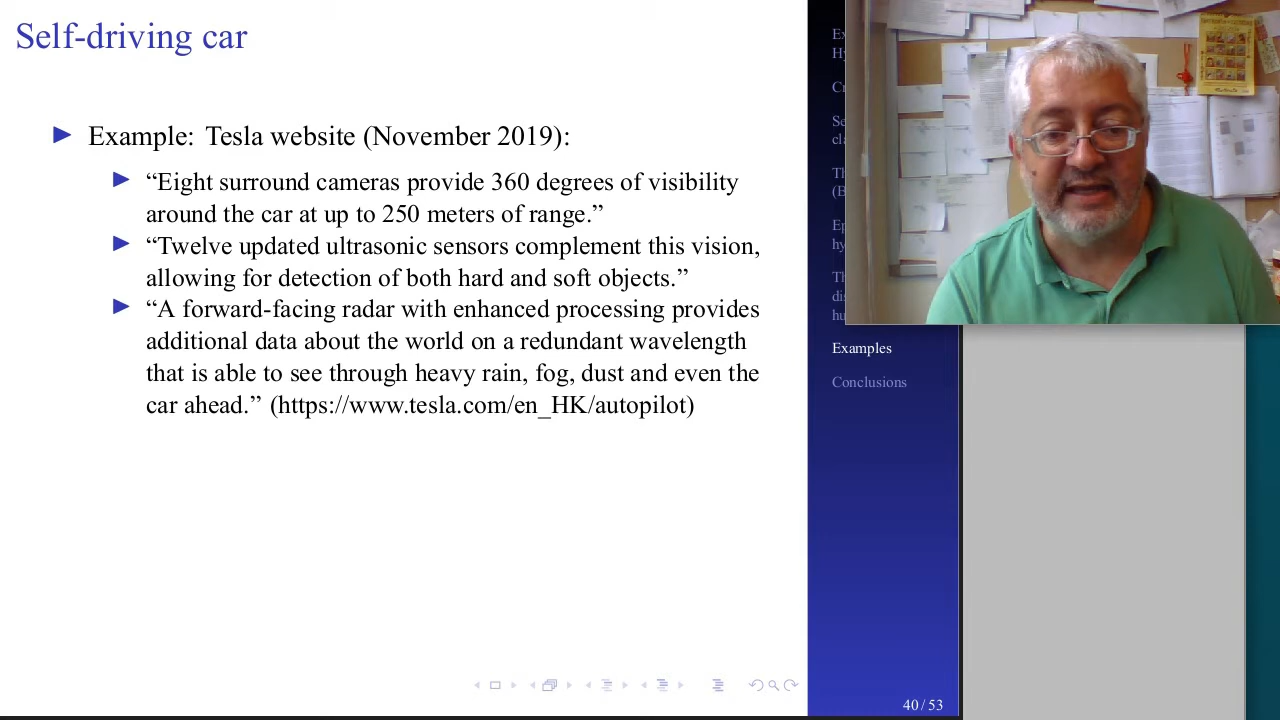 Self-driving car
Example: Tesla website (November 2019):
“Eight surround cameras provide 360 degrees of visibility
around the car at up to 250 meters of range.”
“Twelve updated ultrasonic sensors complement this vision,
allowing for detection of both hard and soft objects.”
“A forward-facing radar with enhanced processing provides
additional data about the world on a redundant wavelength
that is able to see through heavy rain, fog, dust and even the
car ahead.” (https://www.tesla.com/en_HK/autopilot)
Examples
Conclusions
40 / 53